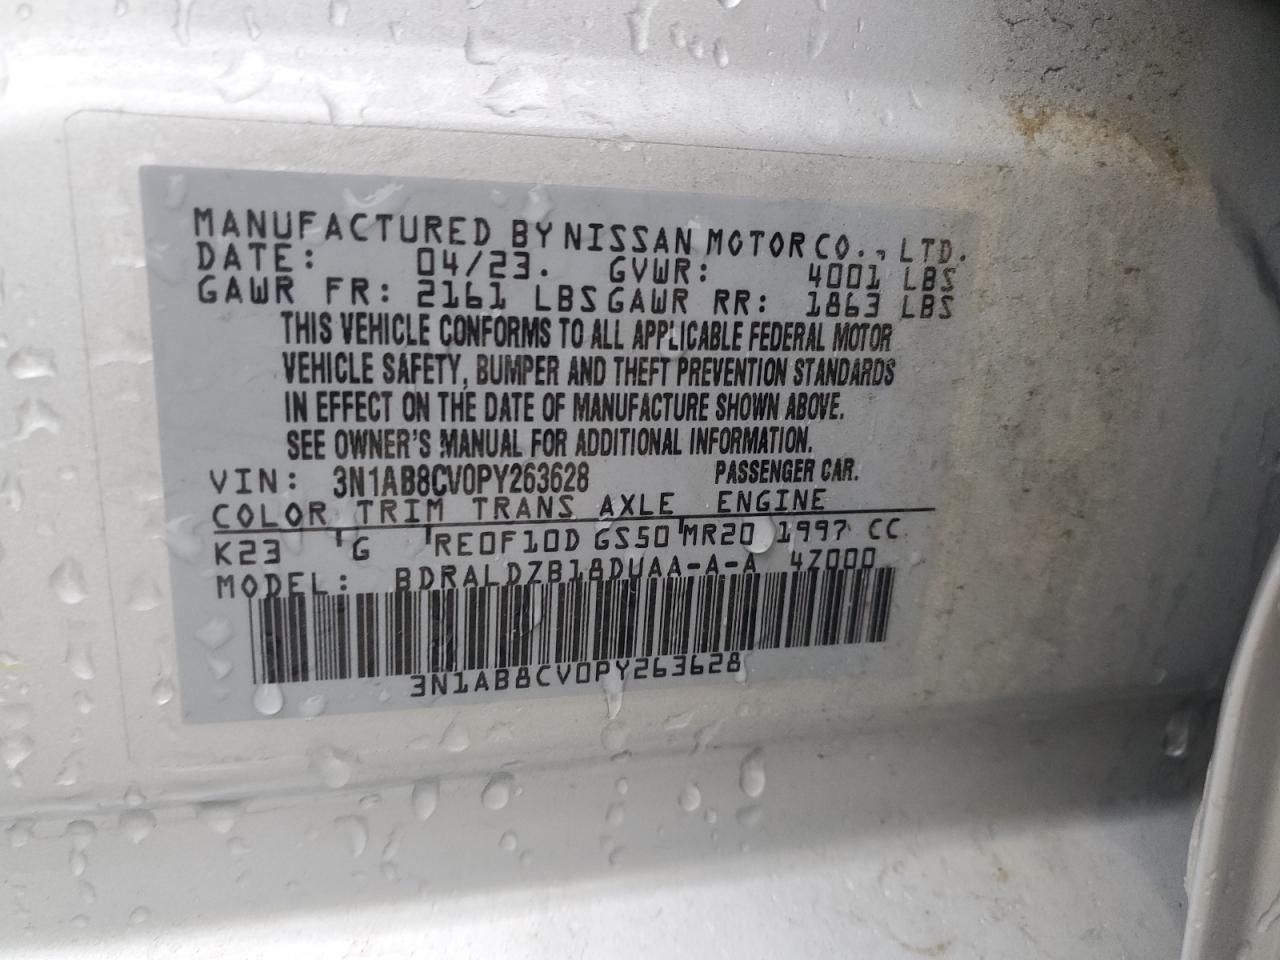 MANUFACTURED BY NISSAN MOTOR CO., LTD.
DATE: 04/23. GVWR: 4001 LBS
GAWR FR: 2161 LBS GAWR RR: 1863 LBS
THIS VEHICLE CONFORMS TO ALL APPLICABLE FEDERAL MOTOR
VEHICLE SAFETY, BUMPER AND THEFT PREVENTION STANDARDS
IN EFFECT ON THE DATE OF MANUFACTURE SHOWN ABOVE.
SEE OWNER'S MANUAL FOR ADDITIONAL INFORMATION.
VIN: 3N1AB8CV0PY263628 PASSENGER CAR.
COLOR TRIM TRANS AXLE ENGINE
K23 G RE0F10D GS50 MR20 1997 CC
MODEL: BDRALDZB18DUAA-A-A 4Z000
3N1AB8CV0PY263628